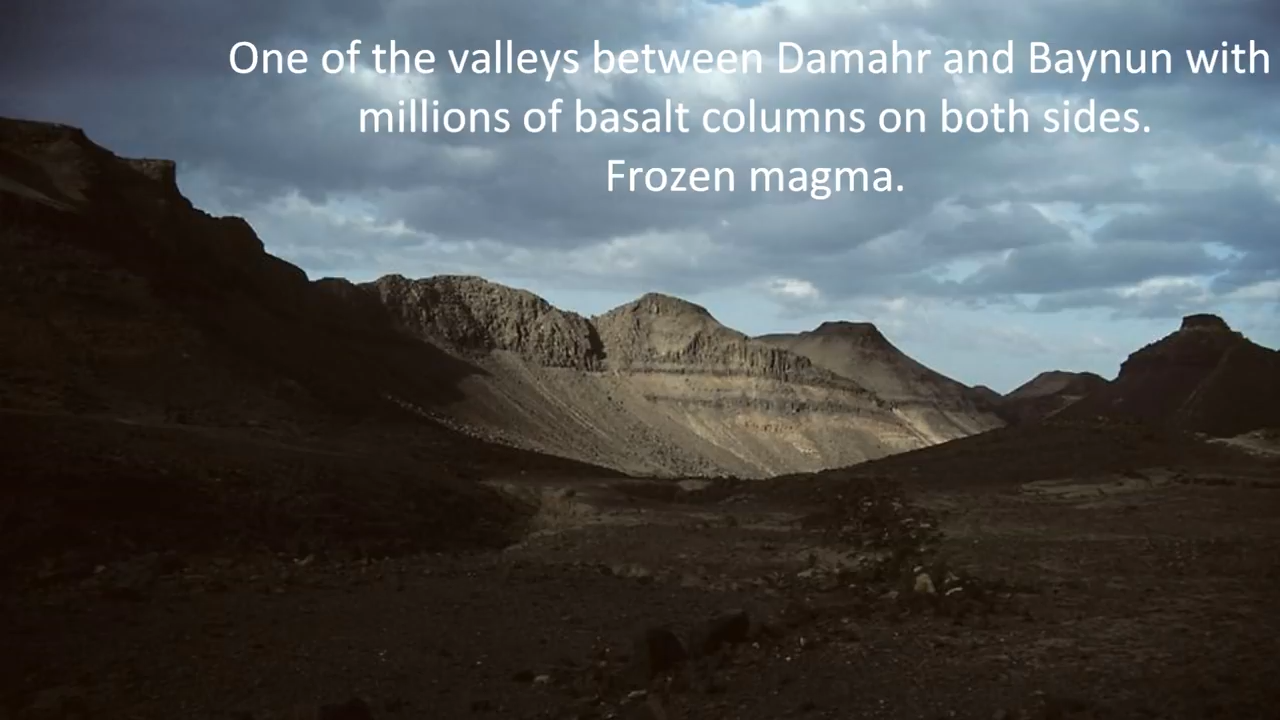 One of the valleys between Damahr and Baynun with
millions of basalt columns on both sides.
Frozen magma.